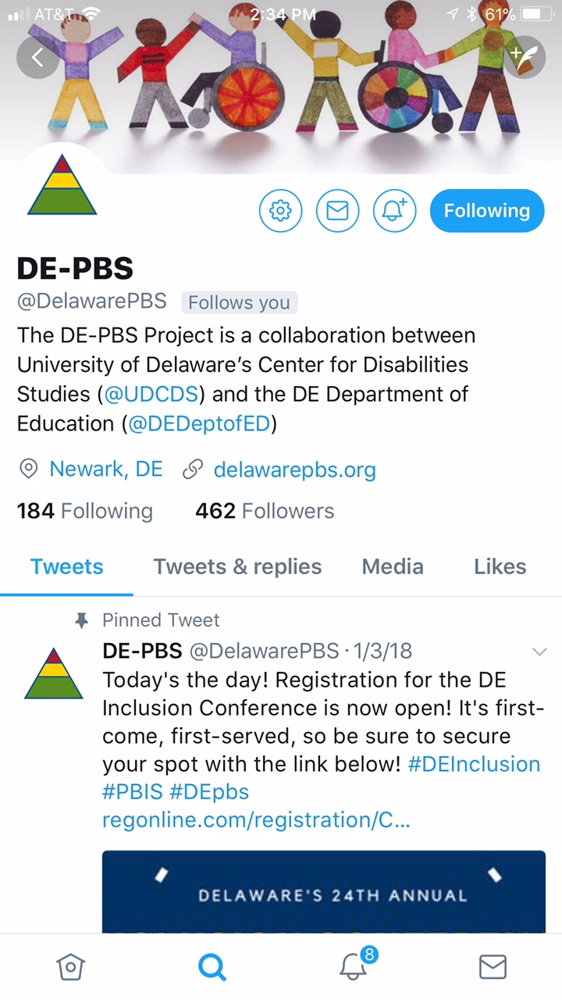 AT&T 2:34 PM 61%
Following
DE-PBS
@DelawarePBS Follows you
The DE-PBS Project is a collaboration between
University of Delaware's Center for Disabilities
Studies (@UDCDS) and the DE Department of
Education (@DEDeptofED)
Newark, DE delawarepbs.org
184 Following 462 Followers
Tweets Tweets & replies Media Likes
Pinned Tweet
DE-PBS @DelawarePBS · 1/3/18
Today's the day! Registration for the DE
Inclusion Conference is now open! It's first-
come, first-served, so be sure to secure
your spot with the link below! #DEInclusion
#PBIS #DEpbs
regonline.com/registration/C...
DELAWARE'S 24TH ANNUAL
8